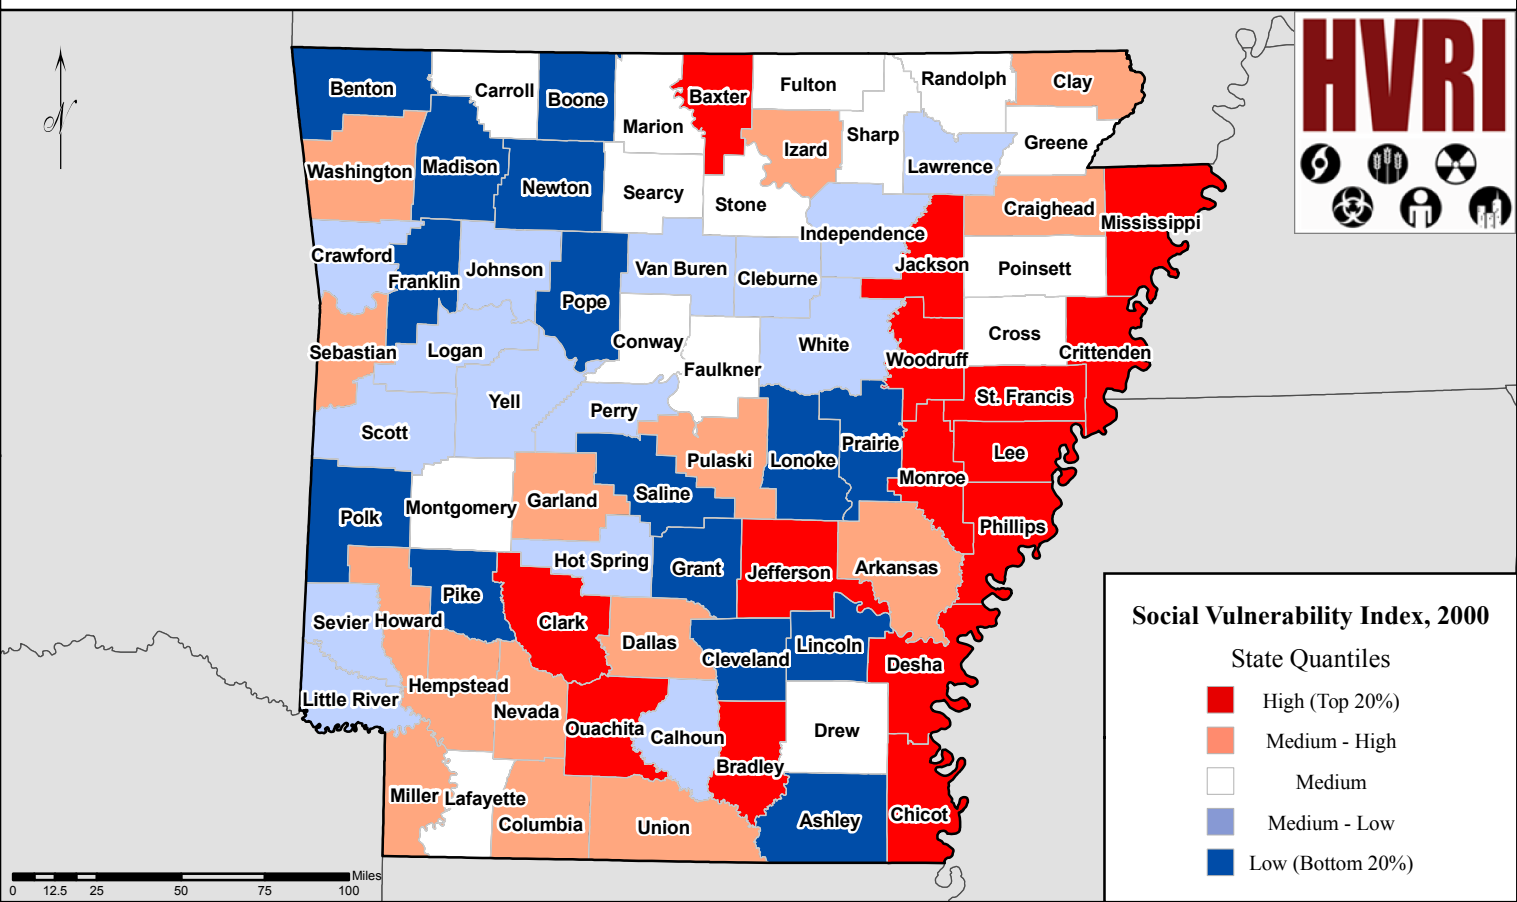 HVRI
Benton
Carroll
Boone
Marion
Baxter
Fulton
Randolph
Clay
Washington
Madison
Newton
Searcy
Stone
Izard
Sharp
Lawrence
Greene
Craighead
Mississippi
Crawford
Franklin
Johnson
Pope
Van Buren
Cleburne
Independence
Jackson
Poinsett
Sebastian
Logan
Conway
Faulkner
White
Woodruff
Cross
Crittenden
Scott
Yell
Perry
Pulaski
Lonoke
Prairie
St. Francis
Lee
Monroe
Phillips
Polk
Montgomery
Garland
Saline
Hot Spring
Grant
Jefferson
Arkansas
Sevier
Howard
Pike
Clark
Dallas
Cleveland
Lincoln
Desha
Little River
Hempstead
Nevada
Ouachita
Calhoun
Bradley
Drew
Miller
Lafayette
Columbia
Union
Ashley
Chicot
Social Vulnerability Index, 2000
State Quantiles
High (Top 20%)
Medium - High
Medium
Medium - Low
Low (Bottom 20%)
Miles
0 12.5 25 50 75 100
N